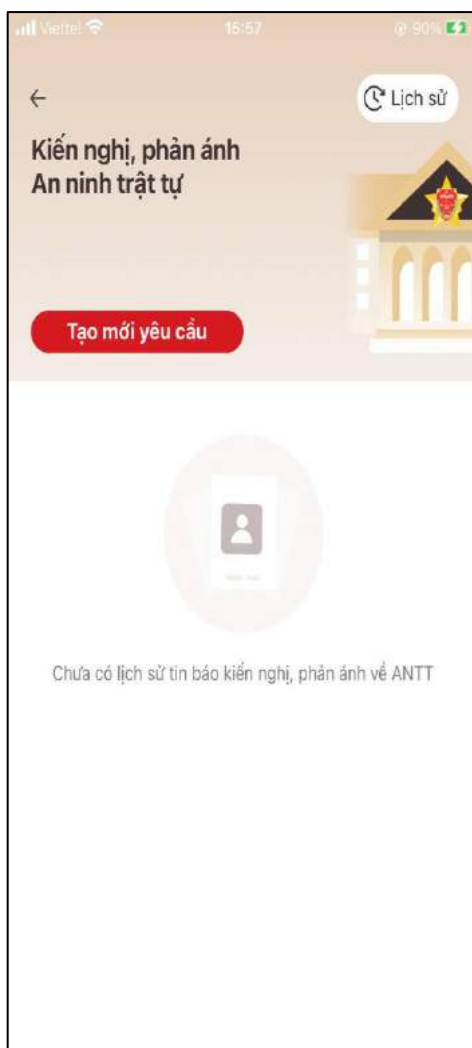 Viettel 15:57 90%
Lịch sử
Kiến nghị, phản ánh
An ninh trật tự
Tạo mới yêu cầu
Chưa có lịch sử tin báo kiến nghị, phản ánh về ANTT